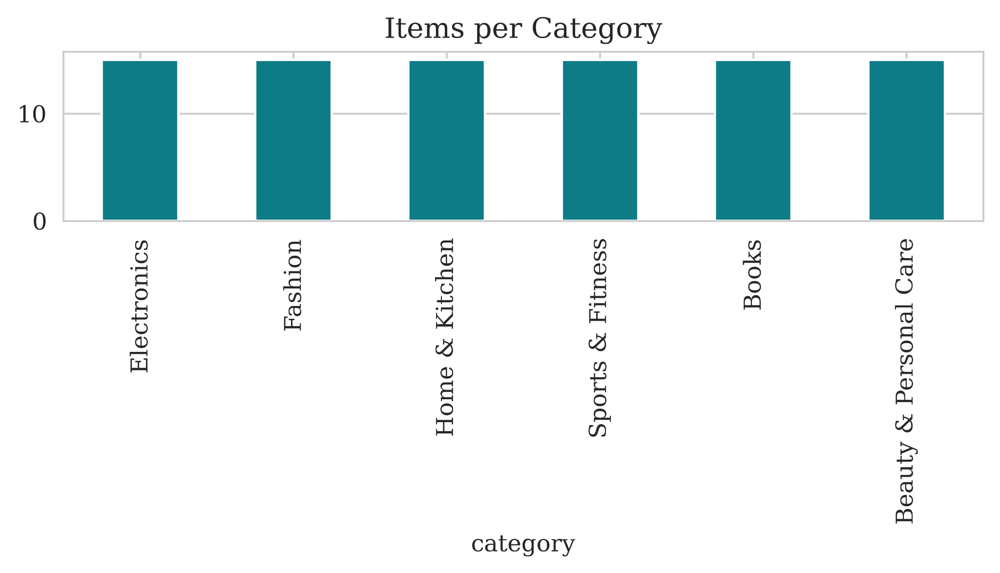 Items per Category
10
0
Electronics
Fashion
Home & Kitchen
Sports & Fitness
Books
Beauty & Personal Care
category